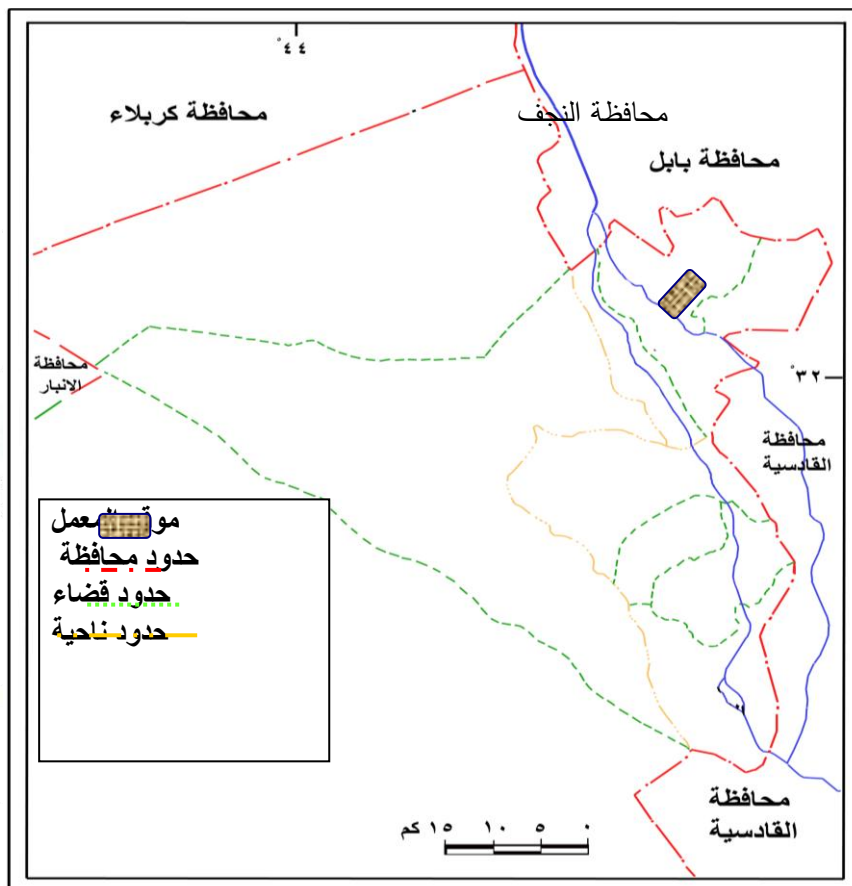 °٤٤
محافظة كربلاء
محافظة النجف
محافظة بابل
محافظة
الانبار
°٣٢
محافظة
القادسية
حدود محافظة
حدود قضاء
حدود ناحية
محافظة
القادسية
كم ١٥ ١٠ ٥ ٠